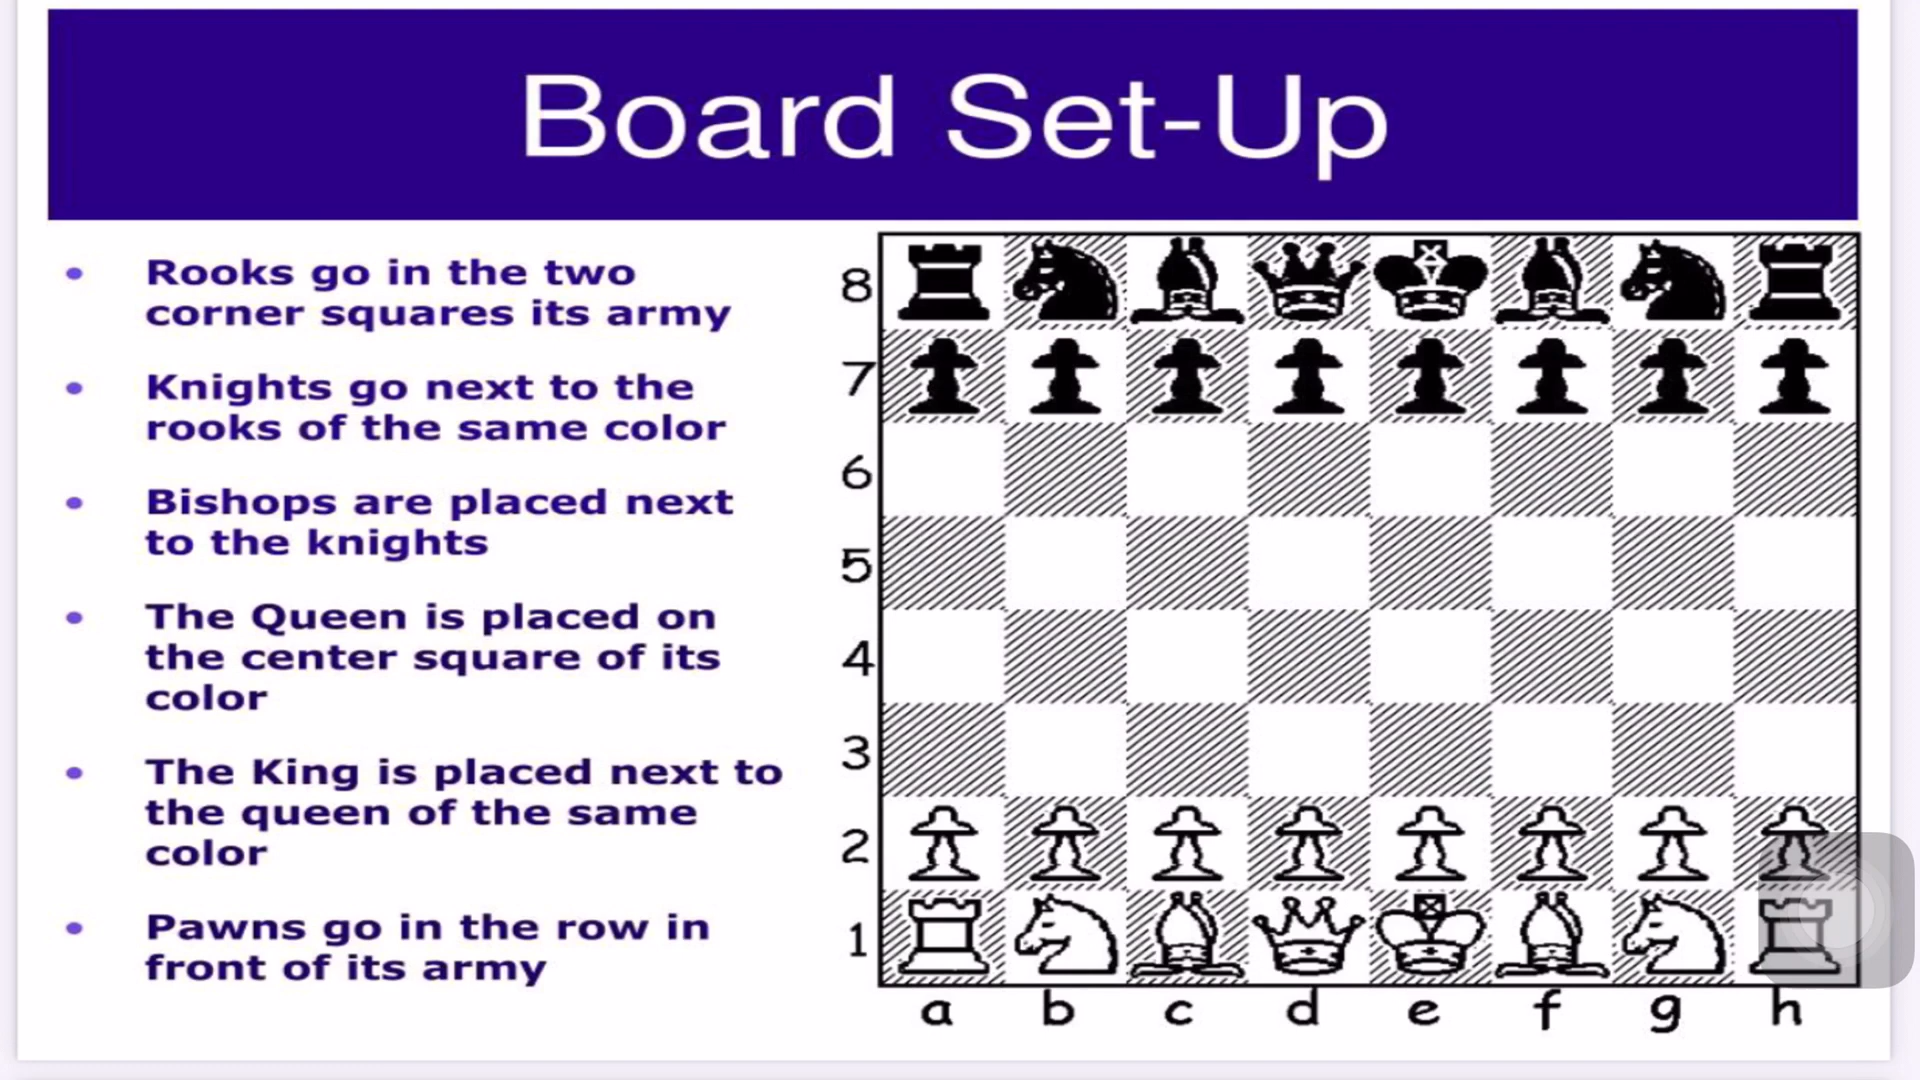 Board Set-Up
• Rooks go in the two
corner squares its army
• Knights go next to the
rooks of the same color
• Bishops are placed next
to the knights
• The Queen is placed on
the center square of its
color
• The King is placed next to
the queen of the same
color
• Pawns go in the row in
front of its army
8
7
6
5
4
3
2
1
a b c d e f g h